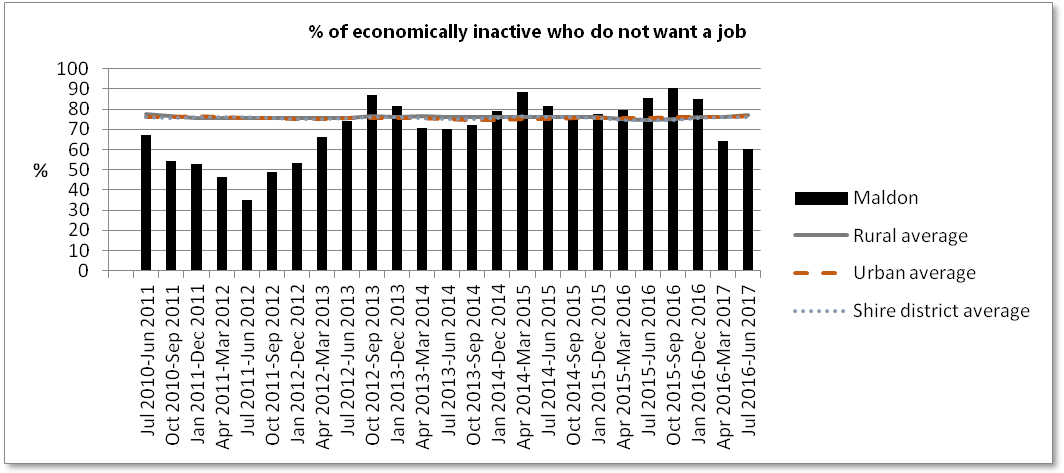 % of economically inactive who do not want a job
100
90
80
70
60
50
40
30
20
10
0
%
Jul 2010-Jun 2011
Oct 2010-Sep 2011
Jan 2011-Dec 2011
Apr 2011-Mar 2012
Jul 2011-Jun 2012
Oct 2011-Sep 2012
Jan 2012-Dec 2012
Apr 2012-Mar 2013
Jul 2012-Jun 2013
Oct 2012-Sep 2013
Jan 2013-Dec 2013
Apr 2013-Mar 2014
Jul 2013-Jun 2014
Oct 2013-Sep 2014
Jan 2014-Dec 2014
Apr 2014-Mar 2015
Jul 2014-Jun 2015
Oct 2014-Sep 2015
Jan 2015-Dec 2015
Apr 2015-Mar 2016
Jul 2015-Jun 2016
Oct 2015-Sep 2016
Jan 2016-Dec 2016
Apr 2016-Mar 2017
Jul 2016-Jun 2017
Maldon
Rural average
Urban average
Shire district average